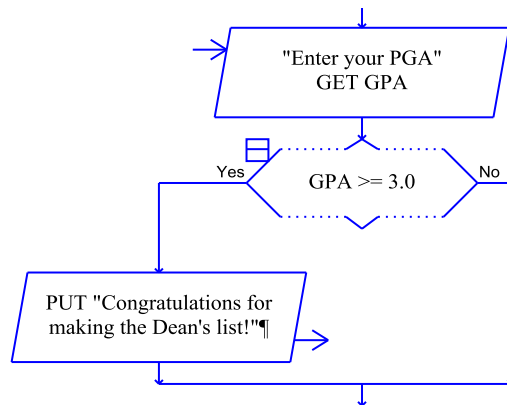 "Enter your PGA"
GET GPA
Yes
GPA >= 3.0
No
PUT "Congratulations for
making the Dean's list!"¶